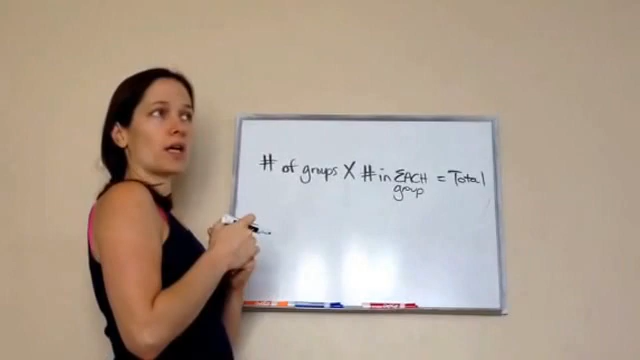 # of groups X # in EACH = Total
group